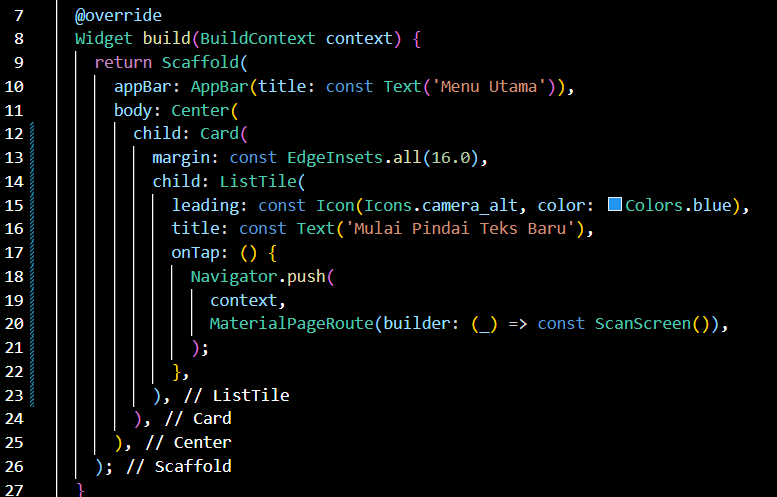 7 @override
8 Widget build(BuildContext context) {
9 return Scaffold(
10 appBar: AppBar(title: const Text('Menu Utama')),
11 body: Center(
12 child: Card(
13 margin: const EdgeInsets.all(16.0),
14 child: ListTile(
15 leading: const Icon(Icons.camera_alt, color: Colors.blue),
16 title: const Text('Mulai Pindai Teks Baru'),
17 onTap: () {
18 Navigator.push(
19 context,
20 MaterialPageRoute(builder: (_) => const ScanScreen()),
21 );
22 },
23 ), // ListTile
24 ), // Card
25 ), // Center
26 ); // Scaffold
27 }